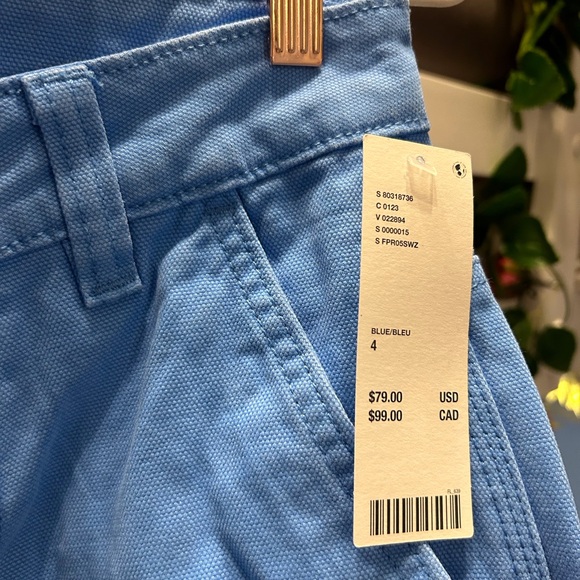 S 80318736
C 0123
V 022894
S 0000015
S FPR05SWZ
BLUE/BLEU
4
$79.00 USD
$99.00 CAD